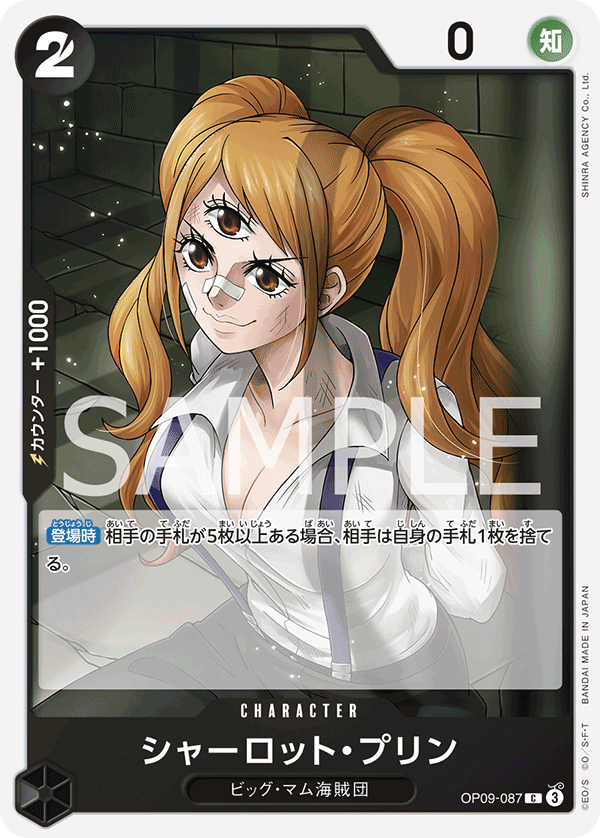 2
0
知
SHINRA AGENCY Co., Ltd.
カウンター +1000
SAMPLE
登場時 相手の手札が5枚以上ある場合、相手は自身の手札1枚を捨て
る。
CHARACTER
シャーロット・プリン
ビッグ・マム海賊団
OP09-087 C 3
©E.O/S ©O/S・F・T BANDAI MADE IN JAPAN